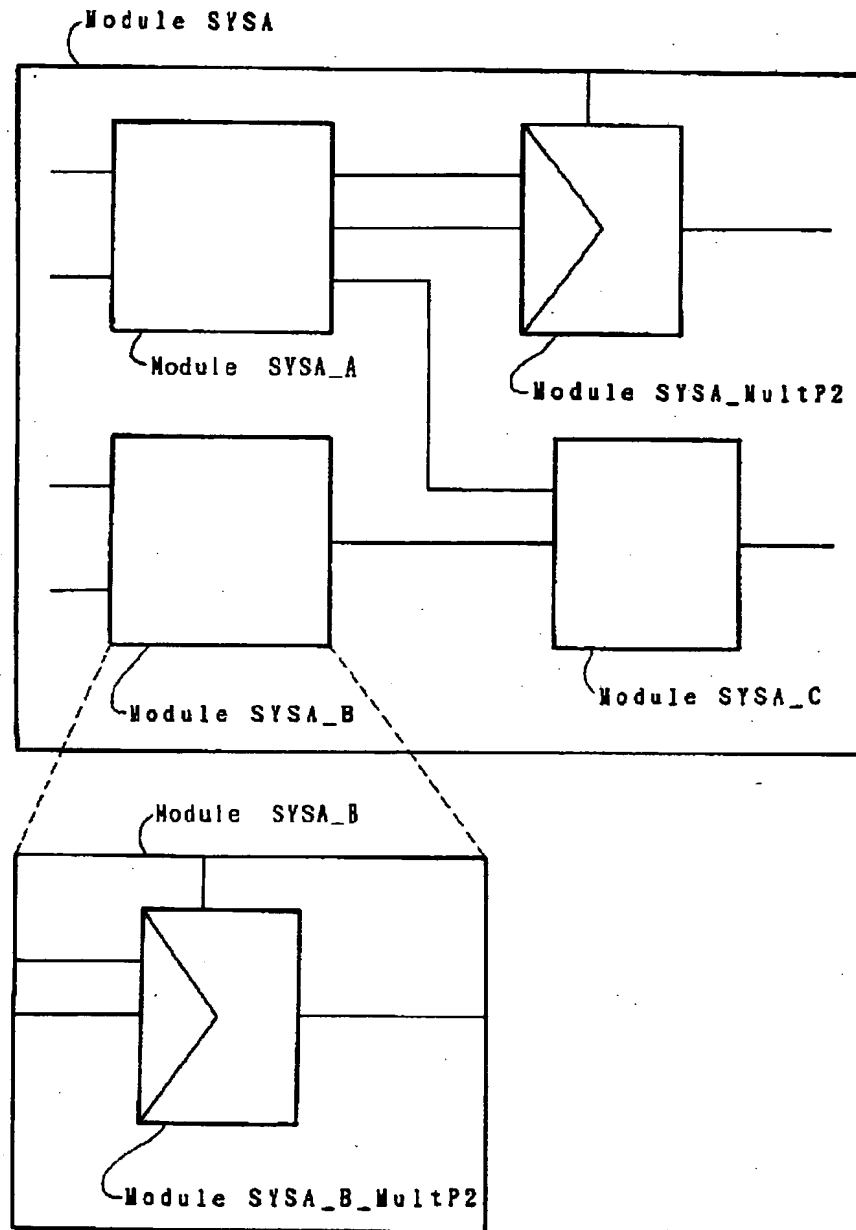 Module SYSA
Module SYSA_A
Module SYSA_MultP2
Module SYSA_B
Module SYSA_C
Module SYSA_B
Module SYSA_B_MultP2